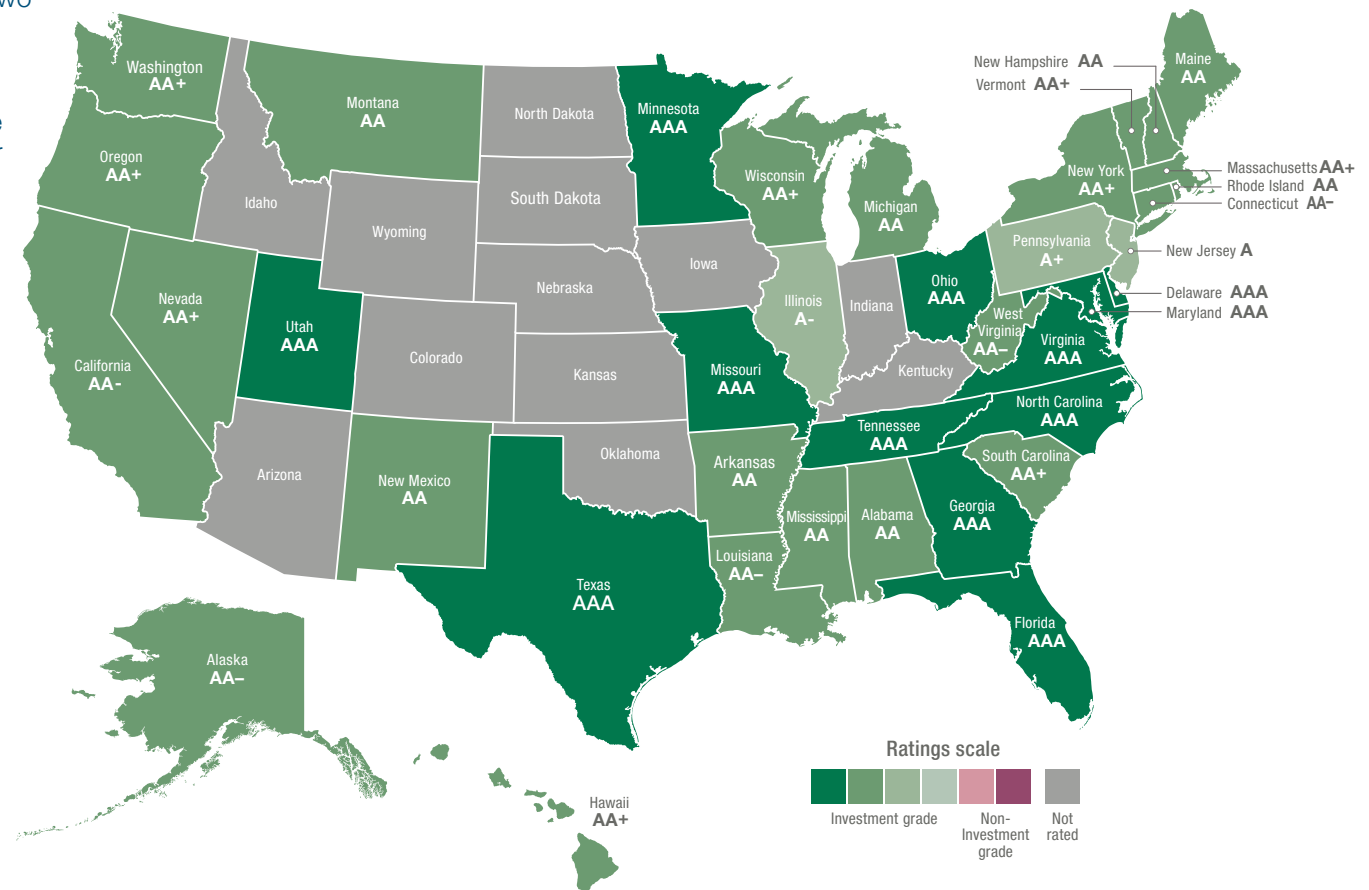 WO
e
Washington
AA+
Montana
AA
North Dakota
Minnesota
AAA
New Hampshire AA
Vermont AA+
Maine
AA
Oregon
AA+
Idaho
Wyoming
South Dakota
Wisconsin
AA+
Michigan
AA
New York
AA+
Massachusetts AA+
Rhode Island AA
Connecticut AA–
Pennsylvania
A+
New Jersey A
Nevada
AA+
Utah
AAA
Nebraska
Iowa
Illinois
A-
Indiana
Ohio
AAA
Delaware AAA
Maryland AAA
West
Virginia
AA–
Virginia
AAA
California
AA-
Colorado
Kansas
Missouri
AAA
Kentucky
North Carolina
AAA
Tennessee
AAA
South Carolina
AA+
Arizona
New Mexico
AA
Oklahoma
Arkansas
AA
Mississippi
AA
Alabama
AA
Georgia
AAA
Louisiana
AA–
Texas
AAA
Florida
AAA
Alaska
AA–
Hawaii
AA+
Ratings scale
Investment grade
Non-
Investment
grade
Not
rated